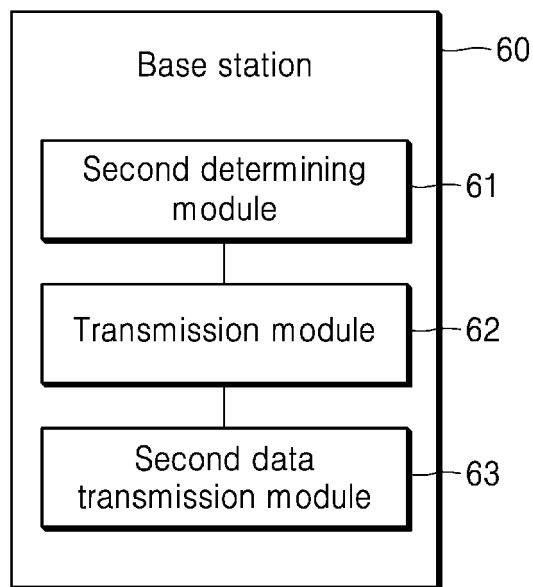 Base station
60
Second determining
module
61
Transmission module
62
Second data
transmission module
63